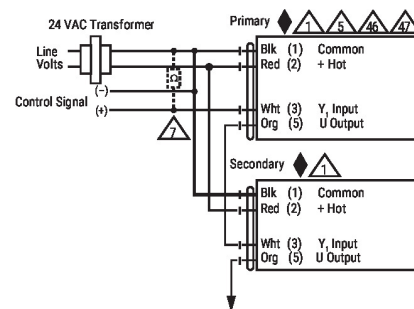 24 VAC Transformer
Primary 1 5 46 47
Line
Volts
Blk (1) Common
Red (2) + Hot
Ω
(–)
Control Signal (+)
Wht (3) Y, Input
Org (5) U Output
7
Secondary 1
Blk (1) Common
Red (2) + Hot
Wht (3) Y, Input
Org (5) U Output